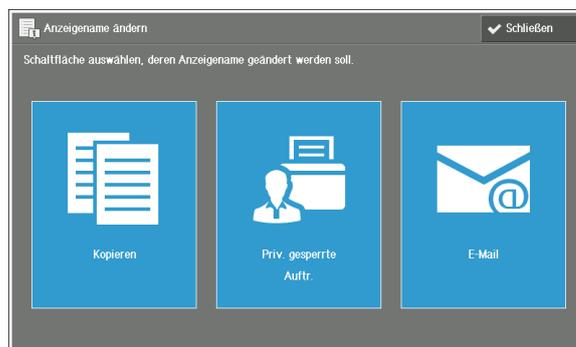 Anzeigename ändern
Schließen
Schaltfläche auswählen, deren Anzeigename geändert werden soll.
Kopieren
Priv. gesperrte
Auftr.
E-Mail